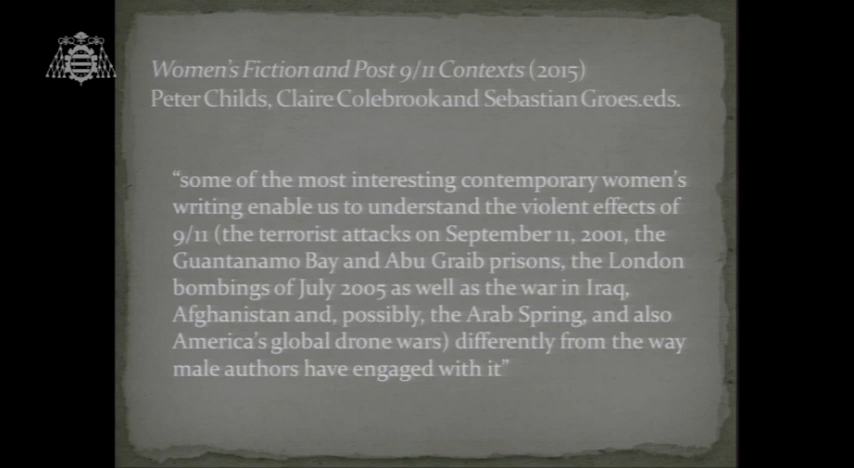 Women's Fiction and Post 9/11 Contexts (2015)
Peter Childs, Claire Colebrook and Sebastian Groes.eds.
“some of the most interesting contemporary women's
writing enable us to understand the violent effects of
9/11 (the terrorist attacks on September 11, 2001, the
Guantanamo Bay and Abu Graib prisons, the London
bombings of July 2005 as well as the war in Iraq,
Afghanistan and, possibly, the Arab Spring, and also
America's global drone wars) differently from the way
male authors have engaged with it”